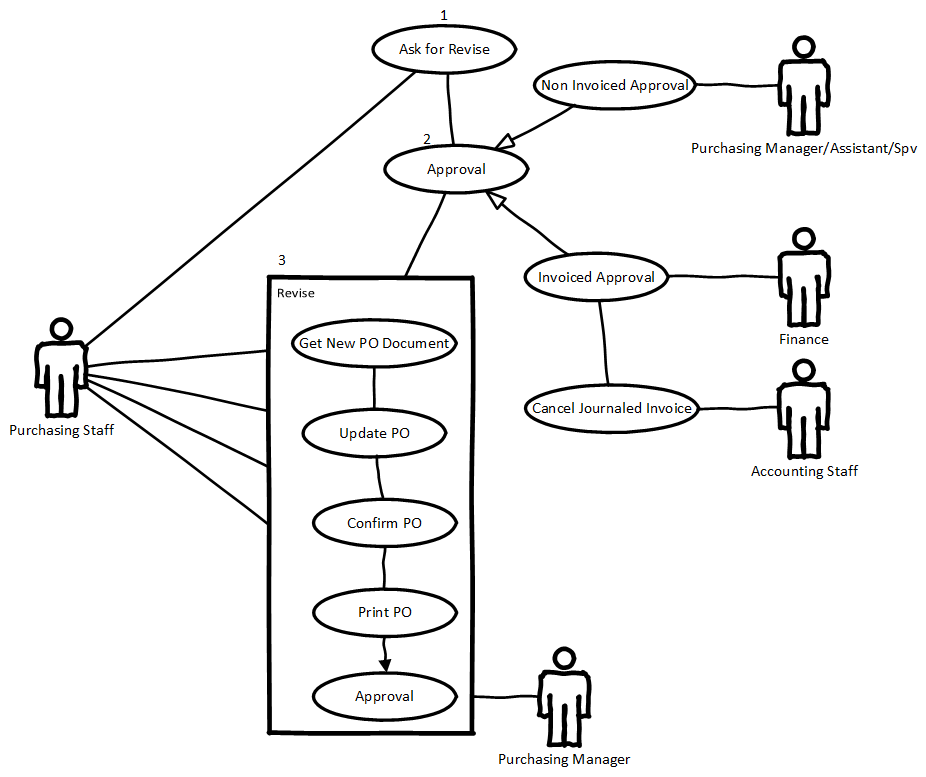 1
Ask for Revise
Non Invoiced Approval
Purchasing Manager/Assistant/Spv
2
Approval
3
Revise
Invoiced Approval
Finance
Get New PO Document
Purchasing Staff
Cancel Journaled Invoice
Accounting Staff
Update PO
Confirm PO
Print PO
Approval
Purchasing Manager